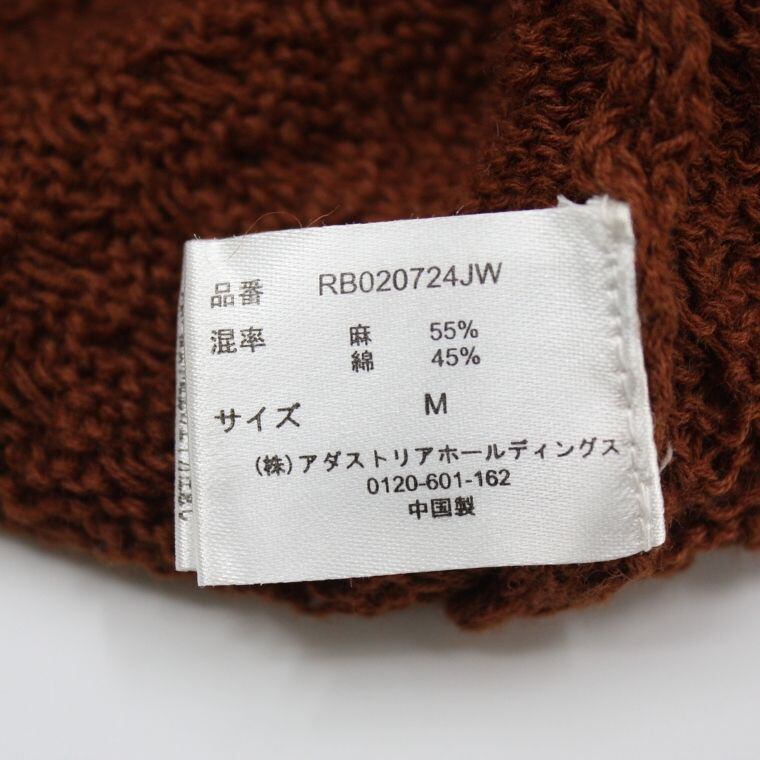 品番 RB020724JW
混率 麻 55%
綿 45%
サイズ M
(株)アダストリアホールディングス
0120-601-162
中国製